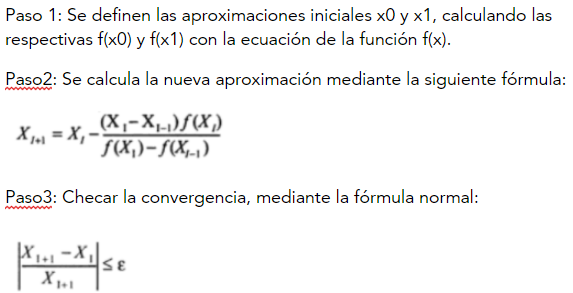 Paso 1: Se definen las aproximaciones iniciales x0 y x1, calculando las
respectivas f(x0) y f(x1) con la ecuación de la función f(x).
Paso2: Se calcula la nueva aproximación mediante la siguiente fórmula:
X_{I+1} = X_I - \frac{(X_I - X_{I-1})f(X_I)}{f(X_I) - f(X_{I-1})}
Paso3: Checar la convergencia, mediante la fórmula normal:
\left|\frac{X_{I+1} - X_I}{X_{I+1}}\right| ≤ ε